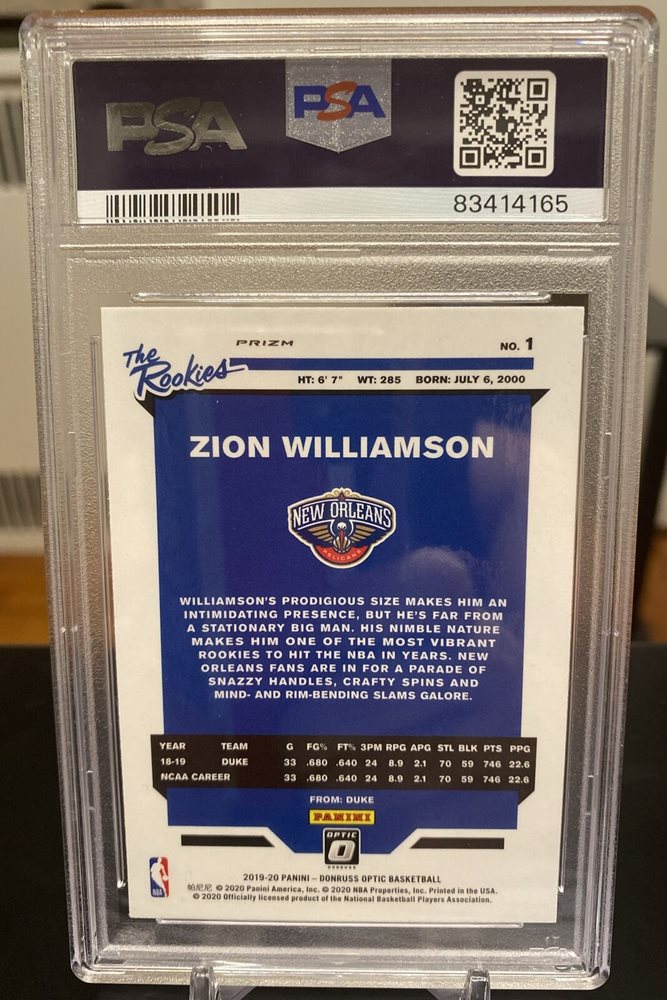 PSA
PSA
83414165
PRIZM
NO. 1
The Rookies
HT: 6' 7" WT: 285 BORN: JULY 6, 2000
ZION WILLIAMSON
NEW ORLEANS
PELICANS
WILLIAMSON'S PRODIGIOUS SIZE MAKES HIM AN
INTIMIDATING PRESENCE, BUT HE'S FAR FROM
A STATIONARY BIG MAN. HIS NIMBLE NATURE
MAKES HIM ONE OF THE MOST VIBRANT
ROOKIES TO HIT THE NBA IN YEARS. NEW
ORLEANS FANS ARE IN FOR A PARADE OF
SNAZZY HANDLES, CRAFTY SPINS AND
MIND- AND RIM-BENDING SLAMS GALORE.
YEAR TEAM G FG% FT% 3PM RPG APG STL BLK PTS PPG
18-19 DUKE 33 .680 .640 24 8.9 2.1 70 59 746 22.6
NCAA CAREER 33 .680 .640 24 8.9 2.1 70 59 746 22.6
FROM: DUKE
PANINI
OPTIC
DONRUSS
2019-20 PANINI – DONRUSS OPTIC BASKETBALL
帕尼尼 © 2020 Panini America, Inc. © 2020 NBA Properties, Inc. Printed in the USA.
© 2020 Officially licensed product of the National Basketball Players Association.
NBA